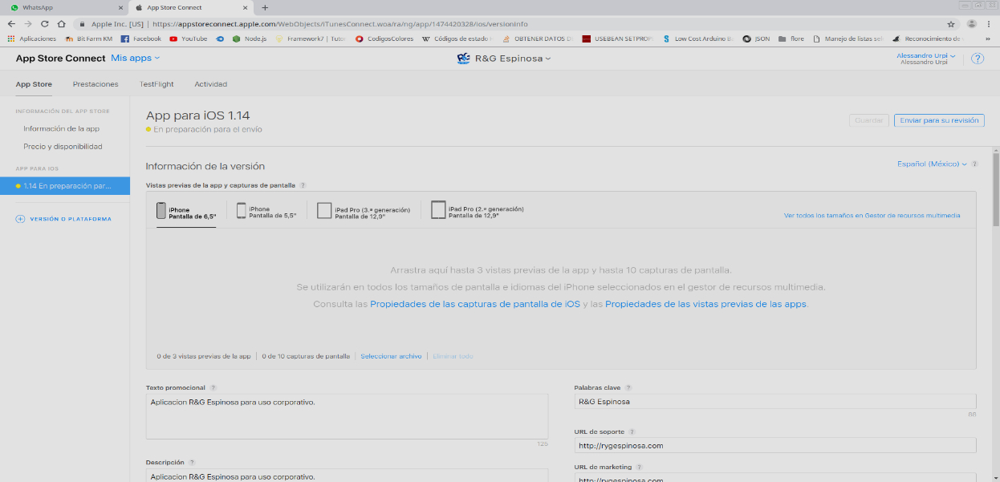 WhatsApp
App Store Connect
Apple Inc. [US] | https://appstoreconnect.apple.com/WebObjects/iTunesConnect.woa/ra/ng/app/1474420328/ios/versioninfo
Aplicaciones
Bit Farm KM
Facebook
YouTube
Node.js
Framework7 | Tutor
CodigosColores
Códigos de estado
OBTENER DATOS D
USEBEAN SETPROP
Low Cost Arduino B
JSON
flore
Manejo de listas sel
Reconocimiento de
»
App Store Connect Mis apps
R&G Espinosa
Alessandro Urpi
Alessandro Urpi
?
App Store
Prestaciones
TestFlight
Actividad
INFORMACIÓN DEL APP STORE
Información de la app
Precio y disponibilidad
APP PARA IOS
1.14 En preparación par...
VERSIÓN O PLATAFORMA
App para iOS 1.14
En preparación para el envío
Guardar
Enviar para su revisión
Información de la versión
Español (México) ?
Vistas previas de la app y capturas de pantalla ?
iPhone
Pantalla de 6,5"
iPhone
Pantalla de 5,5"
iPad Pro (3.ª generación)
Pantalla de 12,9"
iPad Pro (2.ª generación)
Pantalla de 12,9"
Ver todos los tamaños en Gestor de recursos multimedia
Arrastra aquí hasta 3 vistas previas de la app y hasta 10 capturas de pantalla.
Se utilizarán en todos los tamaños de pantalla e idiomas del iPhone seleccionados en el gestor de recursos multimedia.
Consulta las Propiedades de las capturas de pantalla de iOS y las Propiedades de las vistas previas de las apps.
0 de 3 vistas previas de la app
0 de 10 capturas de pantalla
Seleccionar archivo
Eliminar todo
Texto promocional ?
Aplicacion R&G Espinosa para uso corporativo.
125
Descripción ?
Aplicacion R&G Espinosa para uso corporativo.
Palabras clave ?
R&G Espinosa
88
URL de soporte ?
http://rygespinosa.com
URL de marketing ?
http://rygespinosa.com